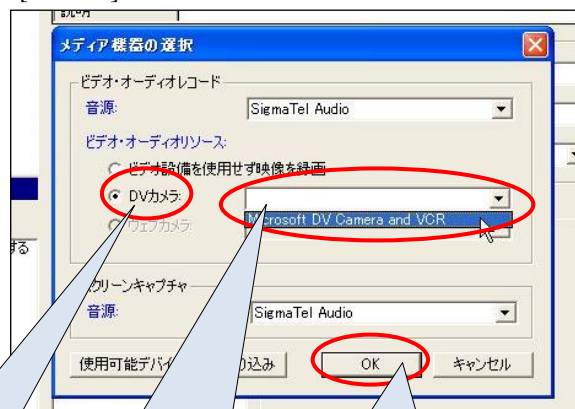 説明
メディア機器の選択
ビデオ・オーディオレコード
音源: SigmaTel Audio
ビデオ・オーディオリソース:
ビデオ設備を使用せず映像を録画
DVカメラ:
Microsoft DV Camera and VCR
ウェブカメラ:
する
スクリーンキャプチャ
音源: SigmaTel Audio
使用可能デバイ り込み OK キャンセル